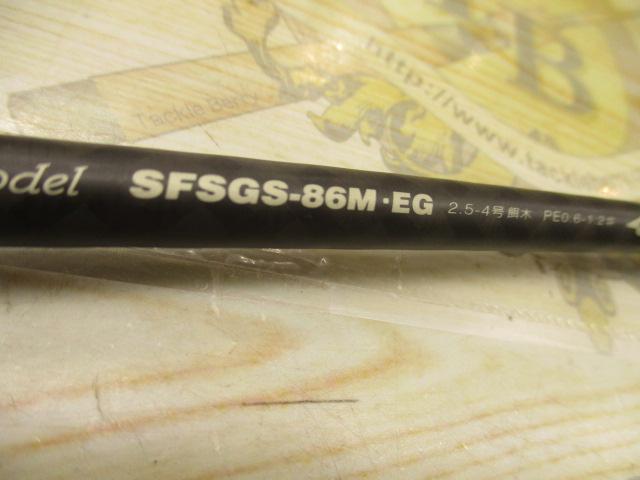 Tackle Berry
http://www.tackle
odel SFSGS-86M·EG 2.5-4号餌木 PE0.6-1.2号